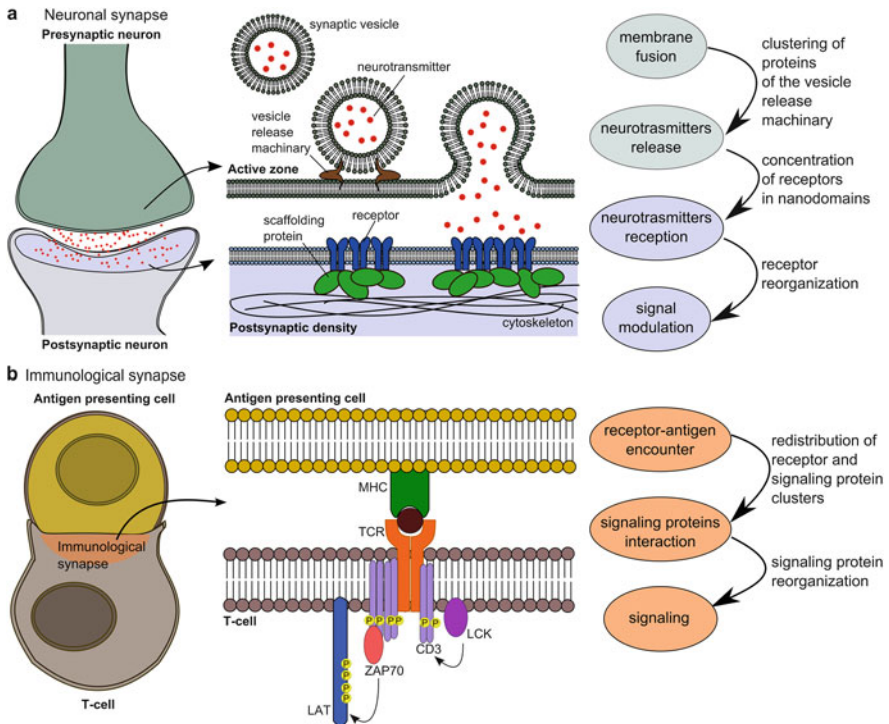 a Neuronal synapse
Presynaptic neuron
Postsynaptic neuron
synaptic vesicle
neurotransmitter
vesicle
release
machinary
Active zone
scaffolding
protein
receptor
cytoskeleton
Postsynaptic density
membrane
fusion
clustering of
proteins
of the vesicle
release
machinary
neurotrasmitters
release
concentration
of receptors
in nanodomains
neurotrasmitters
reception
receptor
reorganization
signal
modulation
b Immunological synapse
Antigen presenting cell
Immunological
synapse
T-cell
Antigen presenting cell
MHC
TCR
T-cell
P P P P
P P
LCK
CD3
ZAP70
P
P
P
P
LAT
receptor-antigen
encounter
redistribution of
receptor and
signaling protein
clusters
signaling proteins
interaction
signaling protein
reorganization
signaling